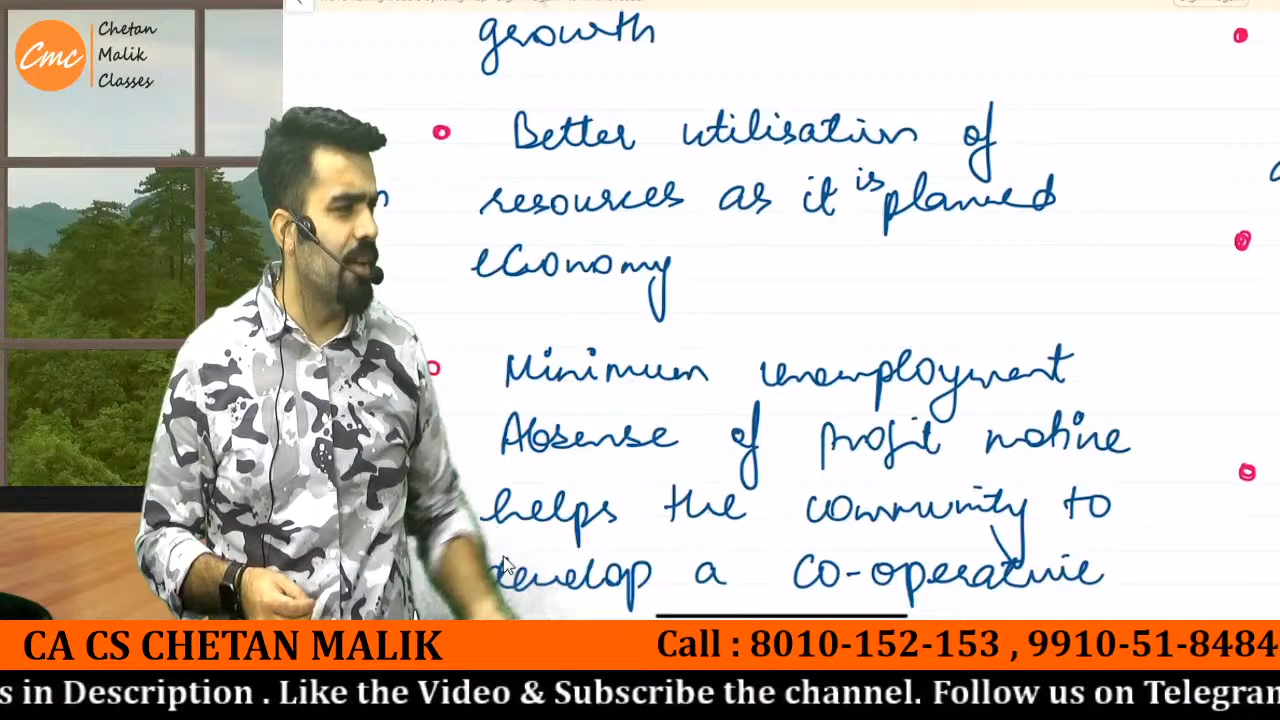 Cmc
Chetan
Malik
Classes
growth
Better utilisation of
resources as it is planned
economy
Minimum unemployment
Absense of profit motive
helps the community to
develop a co-operative
CA CS CHETAN MALIK
Call : 8010-152-153 , 9910-51-8484
s in Description . Like the Video & Subscribe the channel. Follow us on Telegram